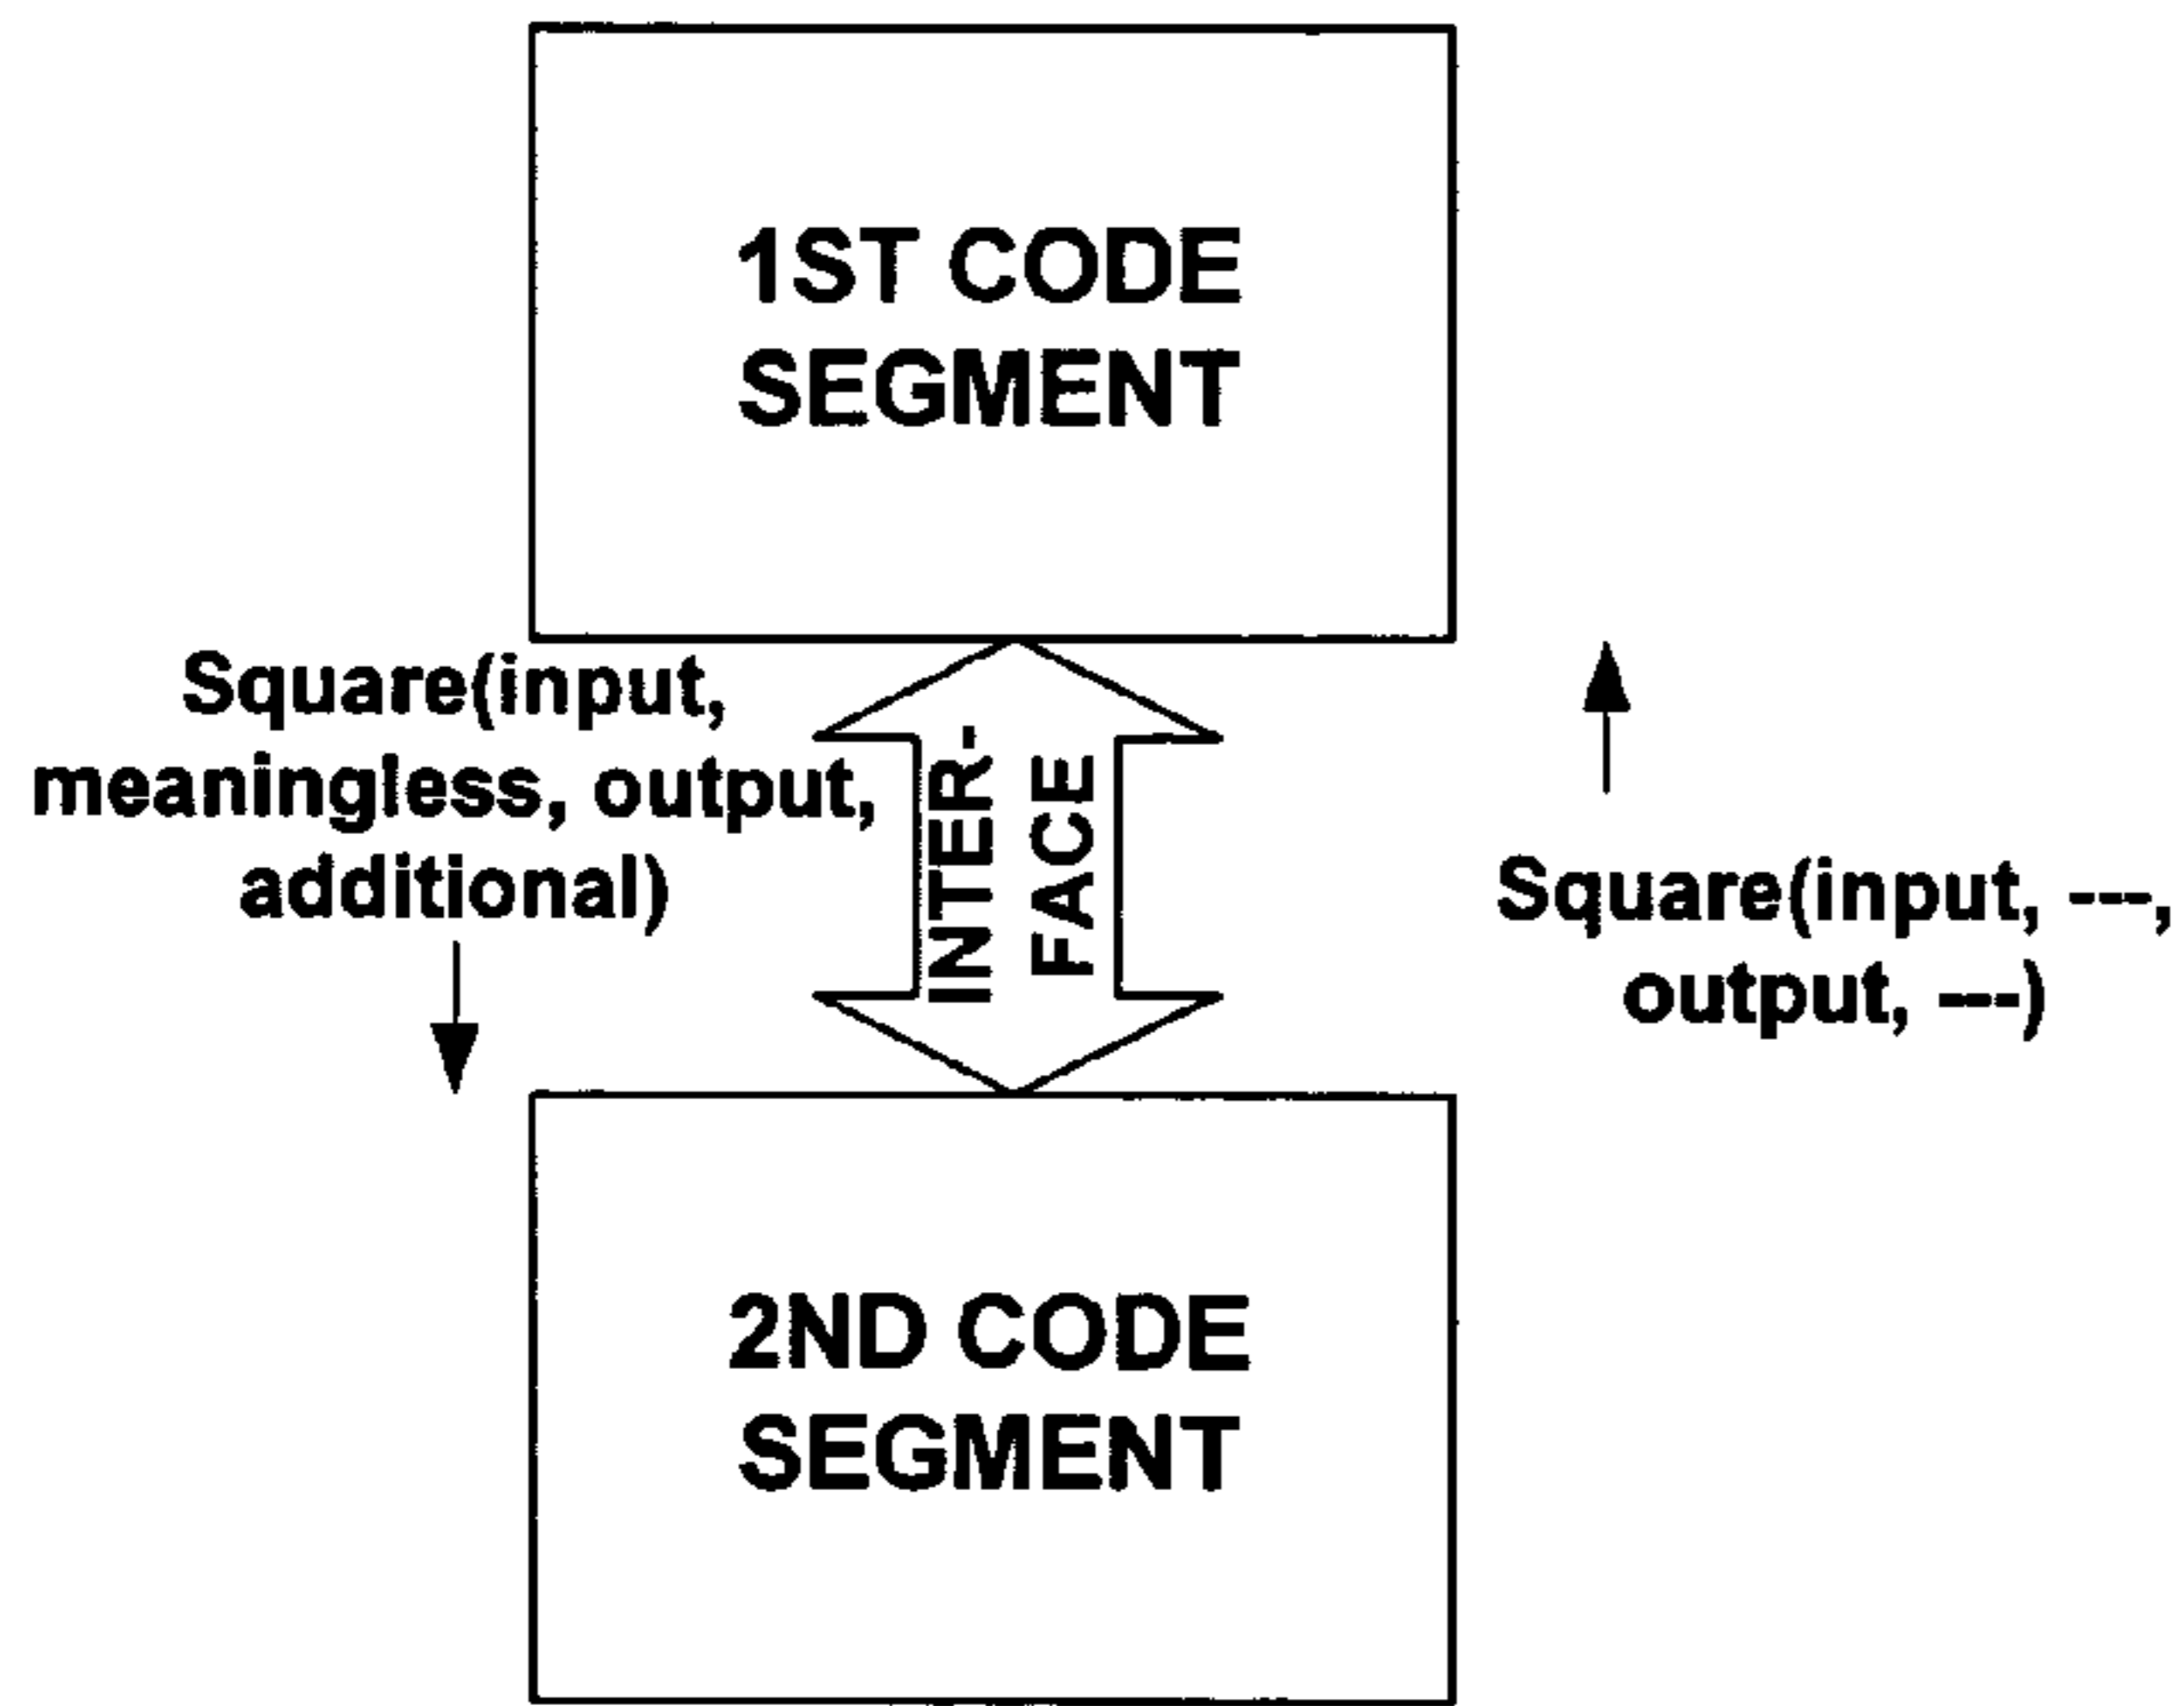 1ST CODE
SEGMENT
Square(input,
meaningless, output,
additional)
INTER-
FACE
Square(input, ---,
output, ---)
2ND CODE
SEGMENT